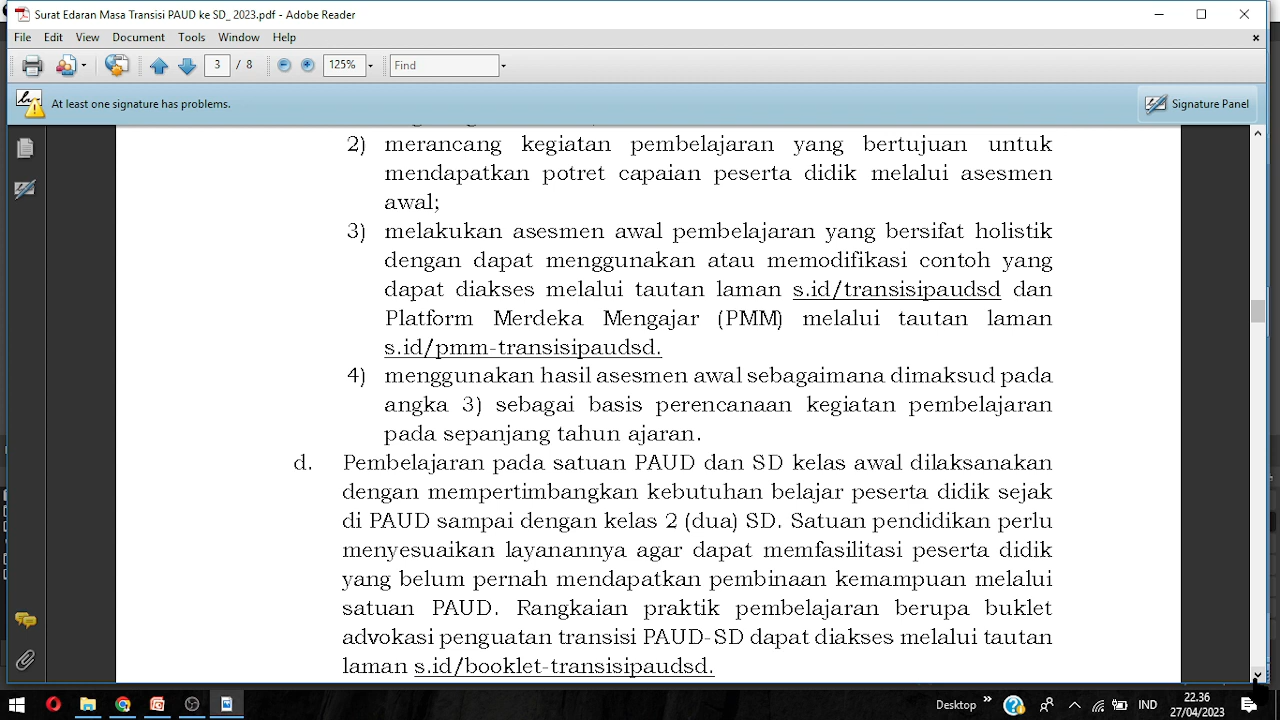 Surat Edaran Masa Transisi PAUD ke SD_ 2023.pdf - Adobe Reader
File Edit View Document Tools Window Help
3 / 8 125% Find
At least one signature has problems.
Signature Panel
2) merancang kegiatan pembelajaran yang bertujuan untuk
mendapatkan potret capaian peserta didik melalui asesmen
awal;
3) melakukan asesmen awal pembelajaran yang bersifat holistik
dengan dapat menggunakan atau memodifikasi contoh yang
dapat diakses melalui tautan laman s.id/transisipaudsd dan
Platform Merdeka Mengajar (PMM) melalui tautan laman
s.id/pmm-transisipaudsd.
4) menggunakan hasil asesmen awal sebagaimana dimaksud pada
angka 3) sebagai basis perencanaan kegiatan pembelajaran
pada sepanjang tahun ajaran.
d. Pembelajaran pada satuan PAUD dan SD kelas awal dilaksanakan
dengan mempertimbangkan kebutuhan belajar peserta didik sejak
di PAUD sampai dengan kelas 2 (dua) SD. Satuan pendidikan perlu
menyesuaikan layanannya agar dapat memfasilitasi peserta didik
yang belum pernah mendapatkan pembinaan kemampuan melalui
satuan PAUD. Rangkaian praktik pembelajaran berupa buklet
advokasi penguatan transisi PAUD-SD dapat diakses melalui tautan
laman s.id/booklet-transisipaudsd.
Desktop » IND 22.36
27/04/2023